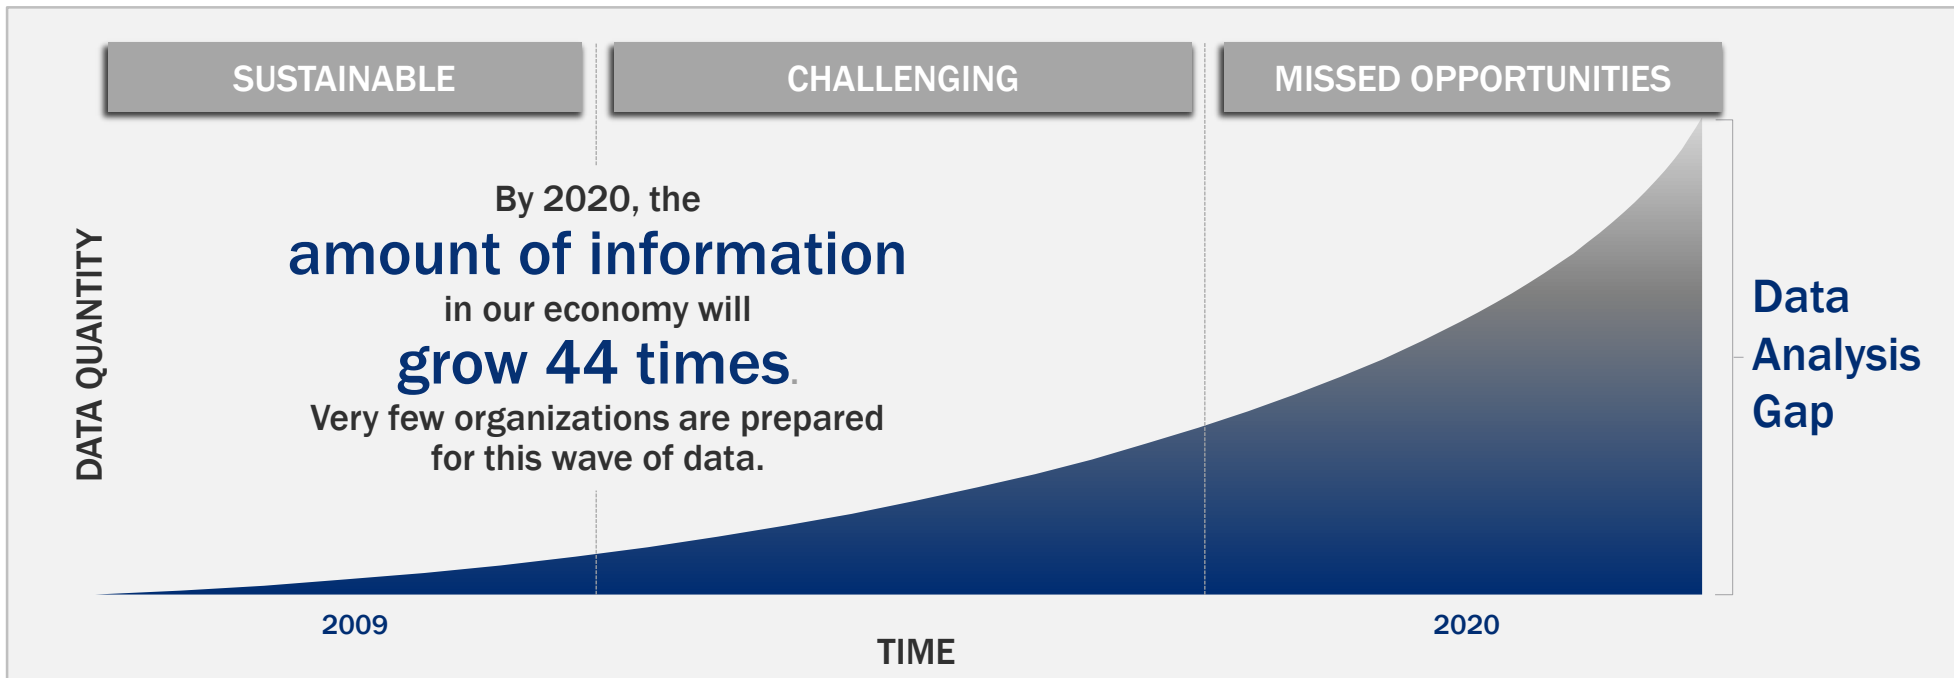 SUSTAINABLE
CHALLENGING
MISSED OPPORTUNITIES
By 2020, the
amount of information
in our economy will
grow 44 times.
Very few organizations are prepared
for this wave of data.
DATA QUANTITY
Data
Analysis
Gap
2009
2020
TIME